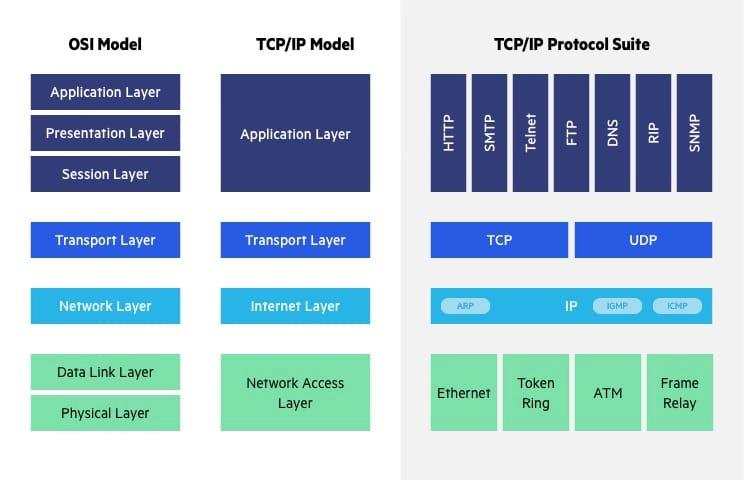 OSI Model
TCP/IP Model
TCP/IP Protocol Suite
Application Layer
Presentation Layer
Session Layer
Application Layer
HTTP
SMTP
Telnet
FTP
DNS
RIP
SNMP
Transport Layer
Transport Layer
TCP
UDP
Network Layer
Internet Layer
ARP
IP
IGMP
ICMP
Data Link Layer
Physical Layer
Network Access
Layer
Ethernet
Token
Ring
ATM
Frame
Relay